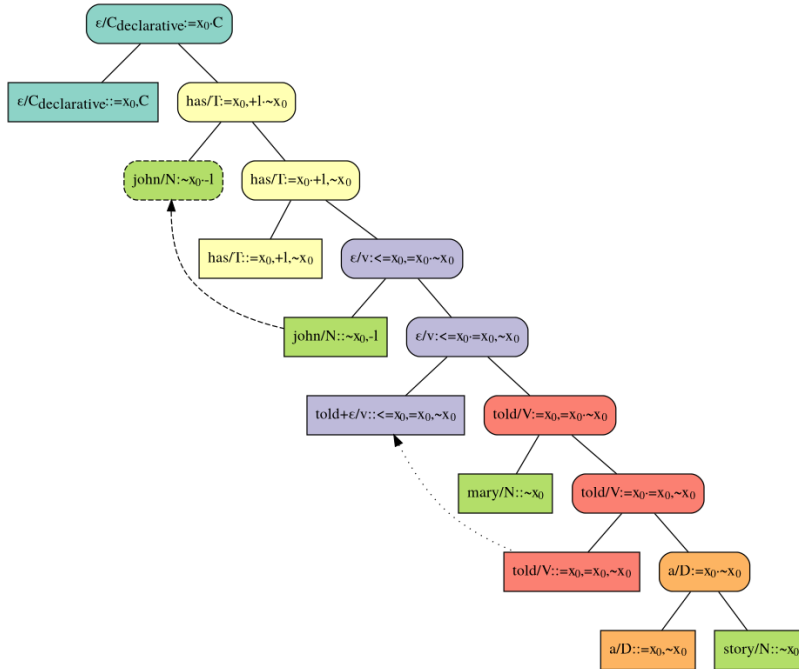 ε/C_declarative:=x₀·C
ε/C_declarative::=x₀,C
has/T:=x₀,+l·~x₀
john/N:~x₀·-l
has/T:=x₀·+l,~x₀
has/T::=x₀,+l,~x₀
ε/v:<=x₀,=x₀·~x₀
john/N::~x₀,-l
ε/v:<=x₀·=x₀,~x₀
told+ε/v::<=x₀,=x₀,~x₀
told/V:=x₀,=x₀·~x₀
mary/N::~x₀
told/V:=x₀·=x₀,~x₀
told/V::=x₀,=x₀,~x₀
a/D:=x₀·~x₀
a/D::=x₀,~x₀
story/N::~x₀